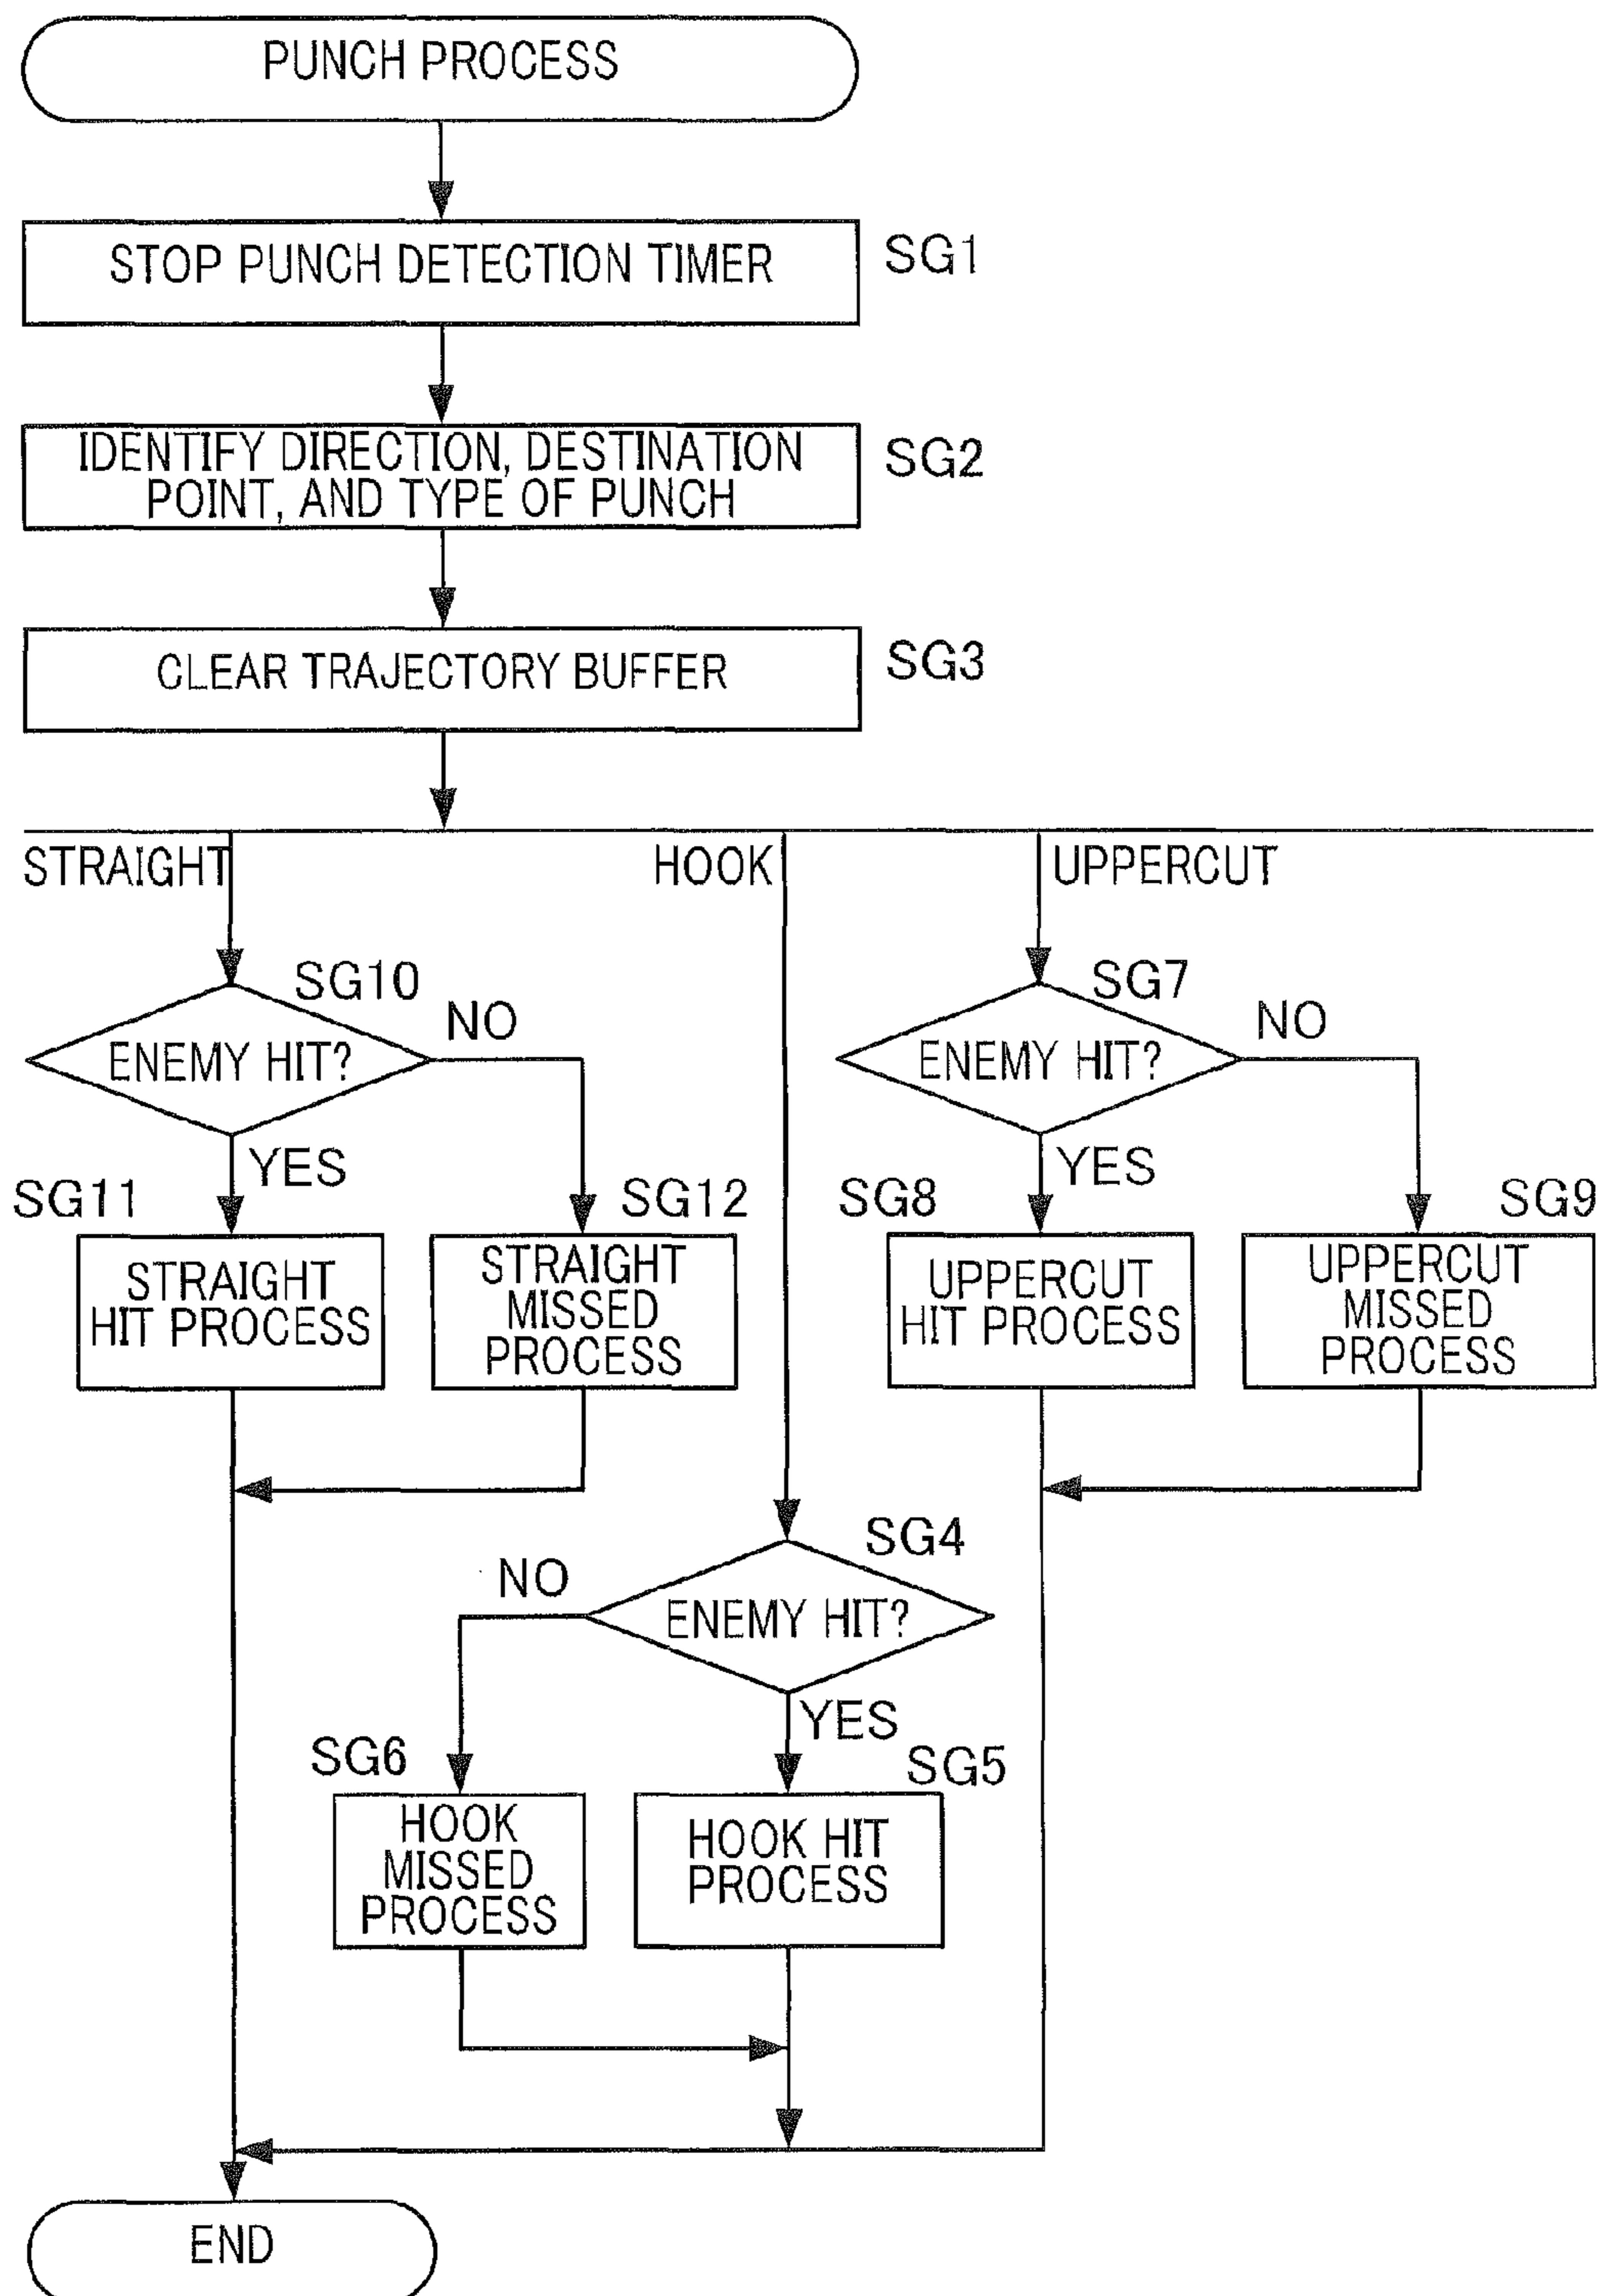 PUNCH PROCESS
STOP PUNCH DETECTION TIMER
SG1
IDENTIFY DIRECTION, DESTINATION
POINT, AND TYPE OF PUNCH
SG2
CLEAR TRAJECTORY BUFFER
SG3
STRAIGHT
HOOK
UPPERCUT
SG10
ENEMY HIT?
NO
YES
SG11
STRAIGHT
HIT PROCESS
SG12
STRAIGHT
MISSED
PROCESS
SG7
ENEMY HIT?
NO
YES
SG8
UPPERCUT
HIT PROCESS
SG9
UPPERCUT
MISSED
PROCESS
SG4
ENEMY HIT?
NO
YES
SG6
HOOK
MISSED
PROCESS
SG5
HOOK HIT
PROCESS
END